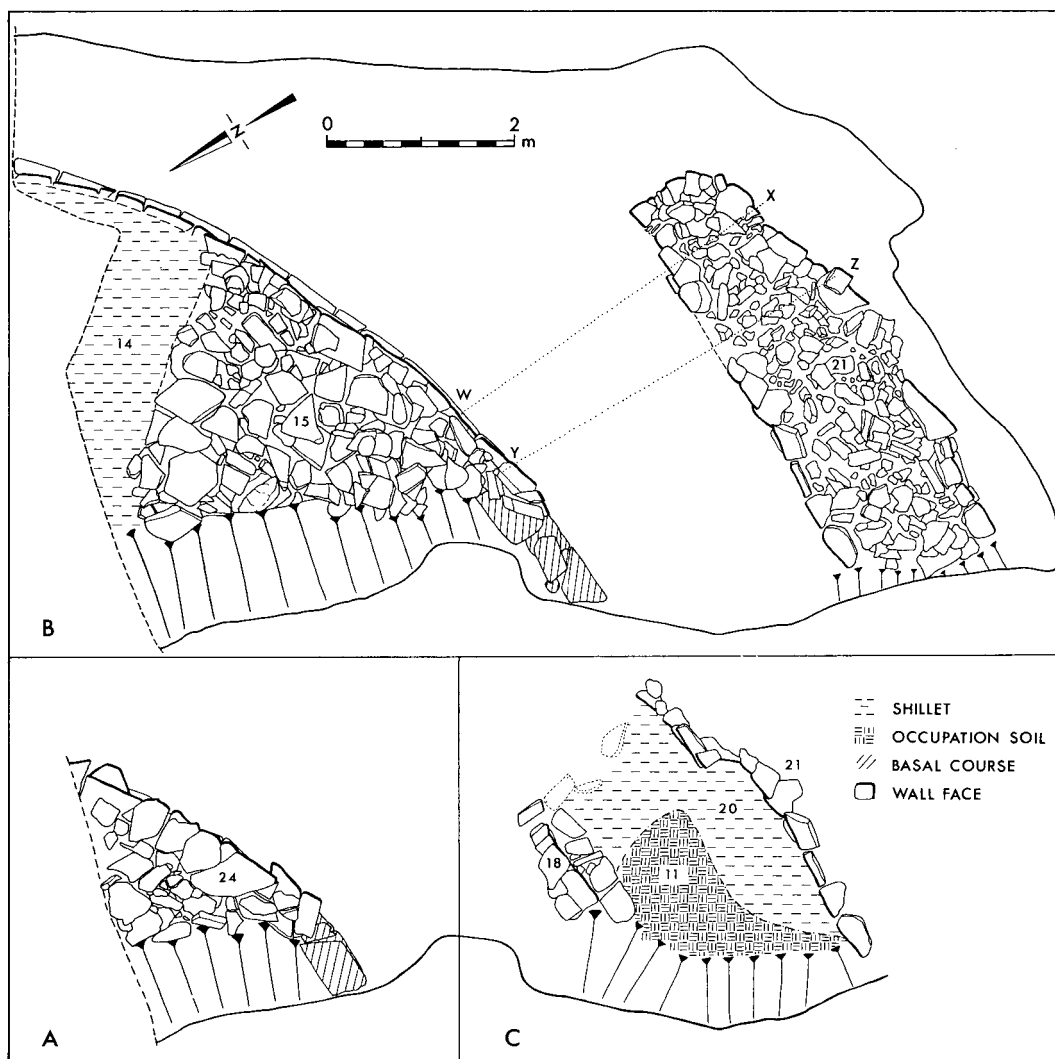 N
0 2
m
X
Z
14
21
15
W
Y
B
SHILLET
OCCUPATION SOIL
21
BASAL COURSE
20
WALL FACE
18
11
24
A
C